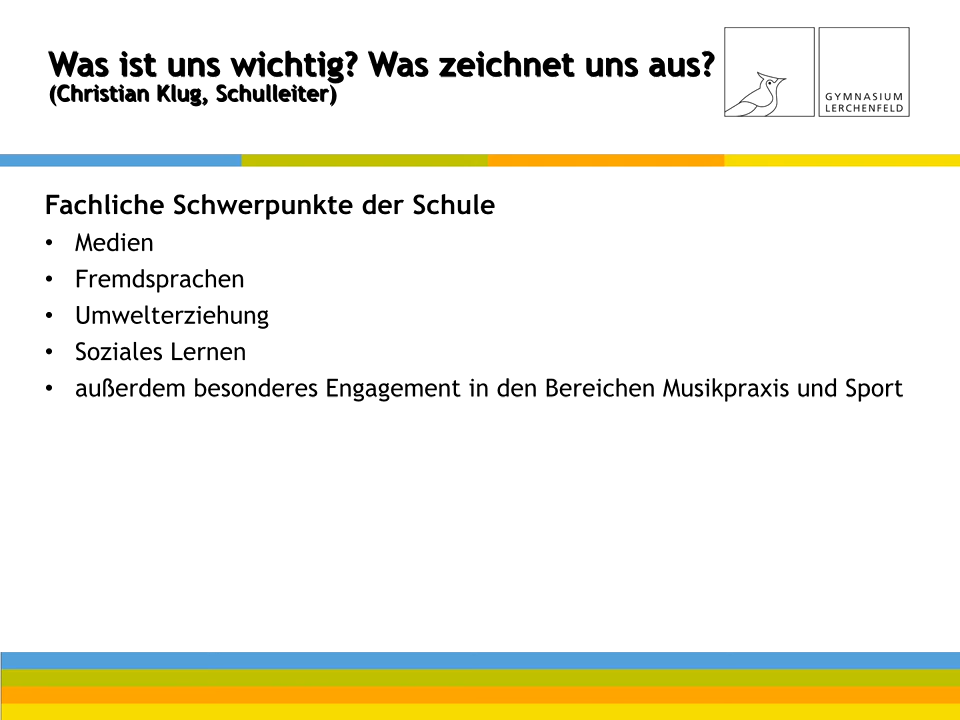 Was ist uns wichtig? Was zeichnet uns aus?
(Christian Klug, Schulleiter)
GYMNASIUM
LERCHENFELD
Fachliche Schwerpunkte der Schule
• Medien
• Fremdsprachen
• Umwelterziehung
• Soziales Lernen
• außerdem besonderes Engagement in den Bereichen Musikpraxis und Sport